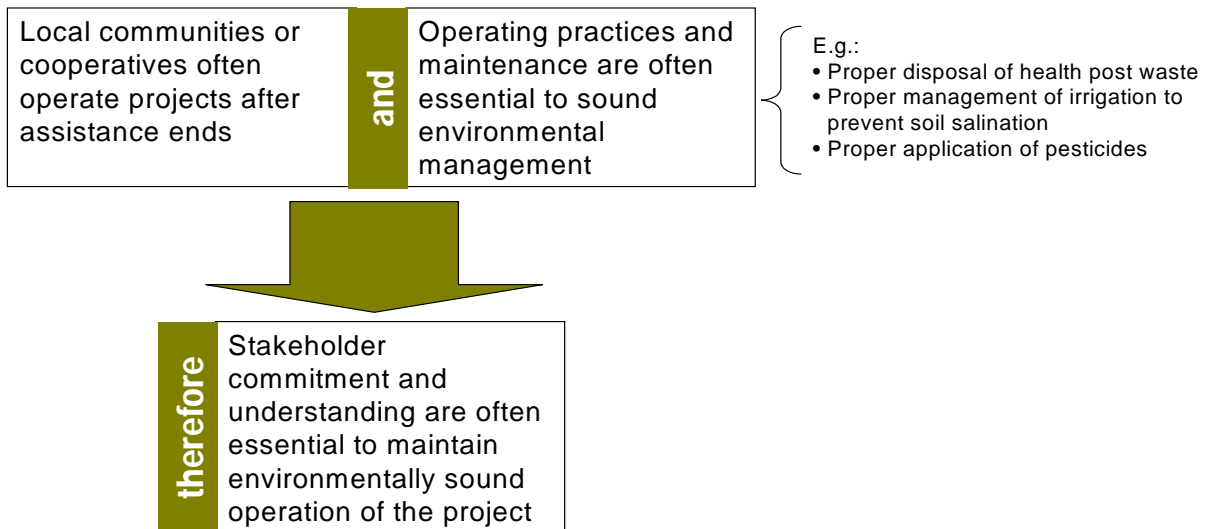 Local communities or
cooperatives often
operate projects after
assistance ends
and
Operating practices and
maintenance are often
essential to sound
environmental
management
E.g.:
• Proper disposal of health post waste
• Proper management of irrigation to
prevent soil salination
• Proper application of pesticides
therefore
Stakeholder
commitment and
understanding are often
essential to maintain
environmentally sound
operation of the project